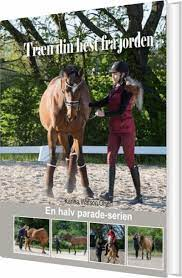 Træn din hest fra jorden
En halv parade-serien